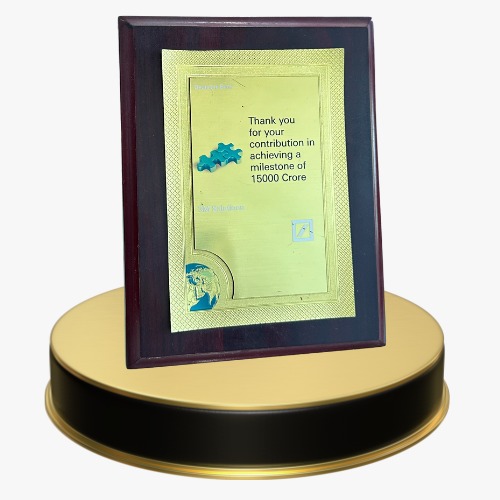 Thank you
for your
contribution in
achieving a
milestone of
15000 Crore